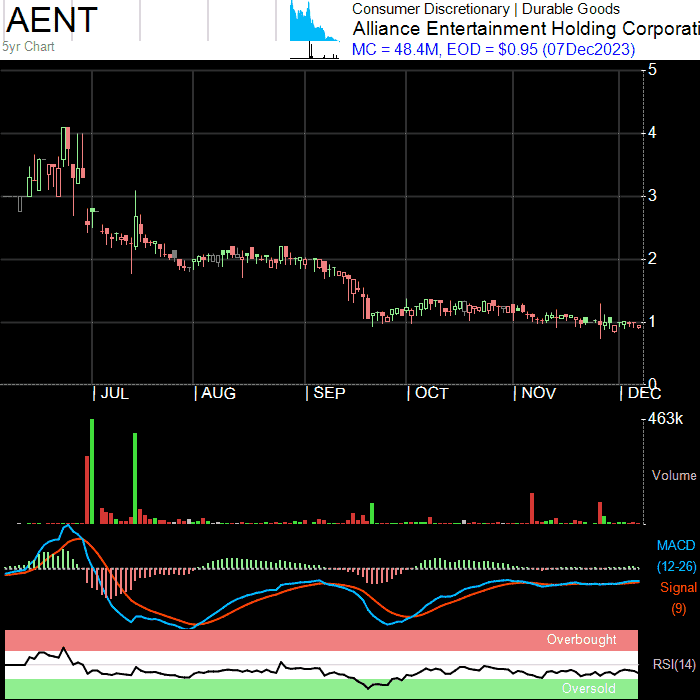 AENT
5yr Chart
Consumer Discretionary | Durable Goods
Alliance Entertainment Holding Corporati
MC = 48.4M, EOD = $0.95 (07Dec2023)
5
4
3
2
1
0
JUL AUG SEP OCT NOV DEC
463k
Volume
MACD
(12-26)
Signal
(9)
Overbought
RSI(14)
Oversold